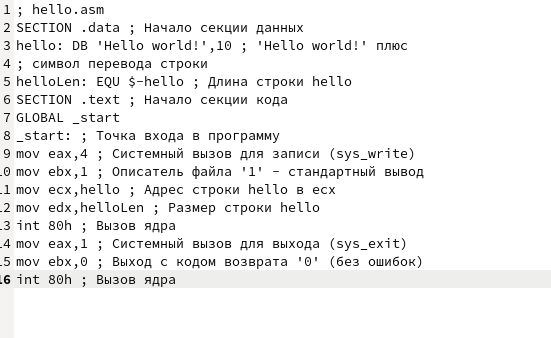 1 ; hello.asm
2 SECTION .data ; Начало секции данных
3 hello: DB 'Hello world!',10 ; 'Hello world!' плюс
4 ; символ перевода строки
5 helloLen: EQU $-hello ; Длина строки hello
6 SECTION .text ; Начало секции кода
7 GLOBAL _start
8 _start: ; Точка входа в программу
9 mov eax,4 ; Системный вызов для записи (sys_write)
10 mov ebx,1 ; Описатель файла '1' - стандартный вывод
11 mov ecx,hello ; Адрес строки hello в ecx
12 mov edx,helloLen ; Размер строки hello
13 int 80h ; Вызов ядра
14 mov eax,1 ; Системный вызов для выхода (sys_exit)
15 mov ebx,0 ; Выход с кодом возврата '0' (без ошибок)
16 int 80h ; Вызов ядра